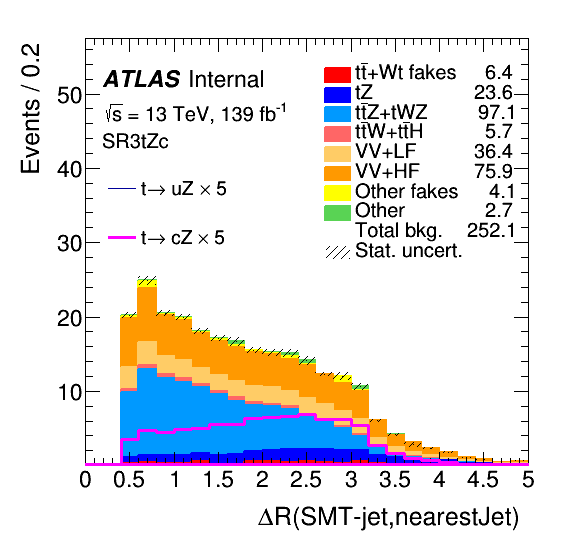 Events / 0.2
50
40
30
20
10
0 0.5 1 1.5 2 2.5 3 3.5 4 4.5 5
ΔR(SMT-jet,nearestJet)
ATLAS Internal
√s = 13 TeV, 139 fb⁻¹
SR3tZc
t→ uZ × 5
t→ cZ × 5
tt̄+Wt fakes 6.4
tZ 23.6
tt̄Z+tWZ 97.1
tt̄W+tt̄H 5.7
VV+LF 36.4
VV+HF 75.9
Other fakes 4.1
Other 2.7
Total bkg. 252.1
Stat. uncert.